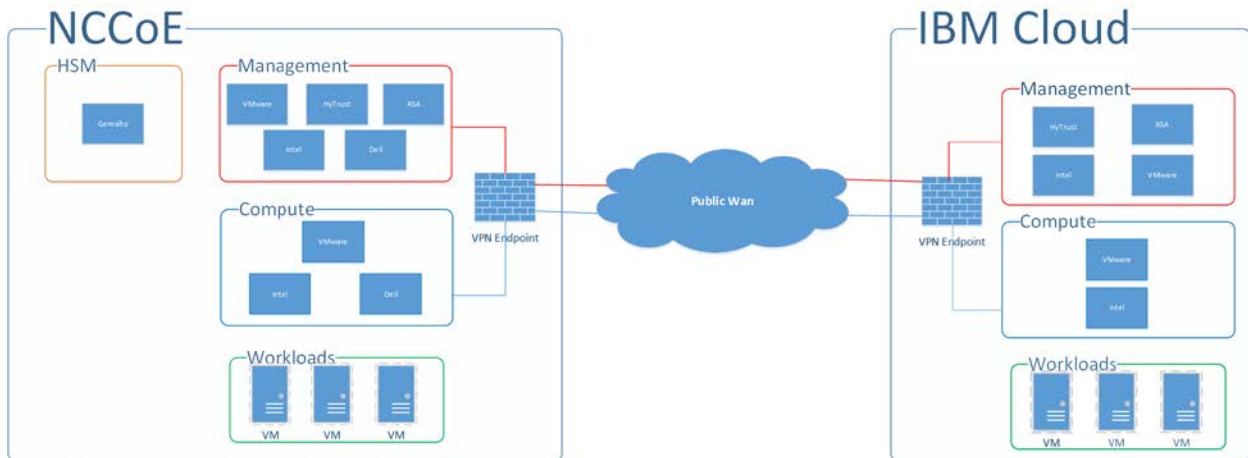 NCCoE
HSM
Gemalto
Management
VMware
HyTrust
RSA
Intel
Dell
Compute
VMware
Intel
Dell
Workloads
VM
VM
VM
VPN Endpoint
Public Wan
VPN Endpoint
IBM Cloud
Management
HyTrust
RSA
Intel
VMware
Compute
VMware
Intel
Workloads
VM
VM
VM